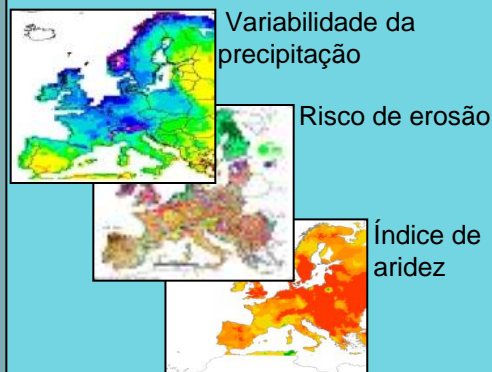 Variabilidade da
precipitação
Risco de erosão
Índice de
aridez